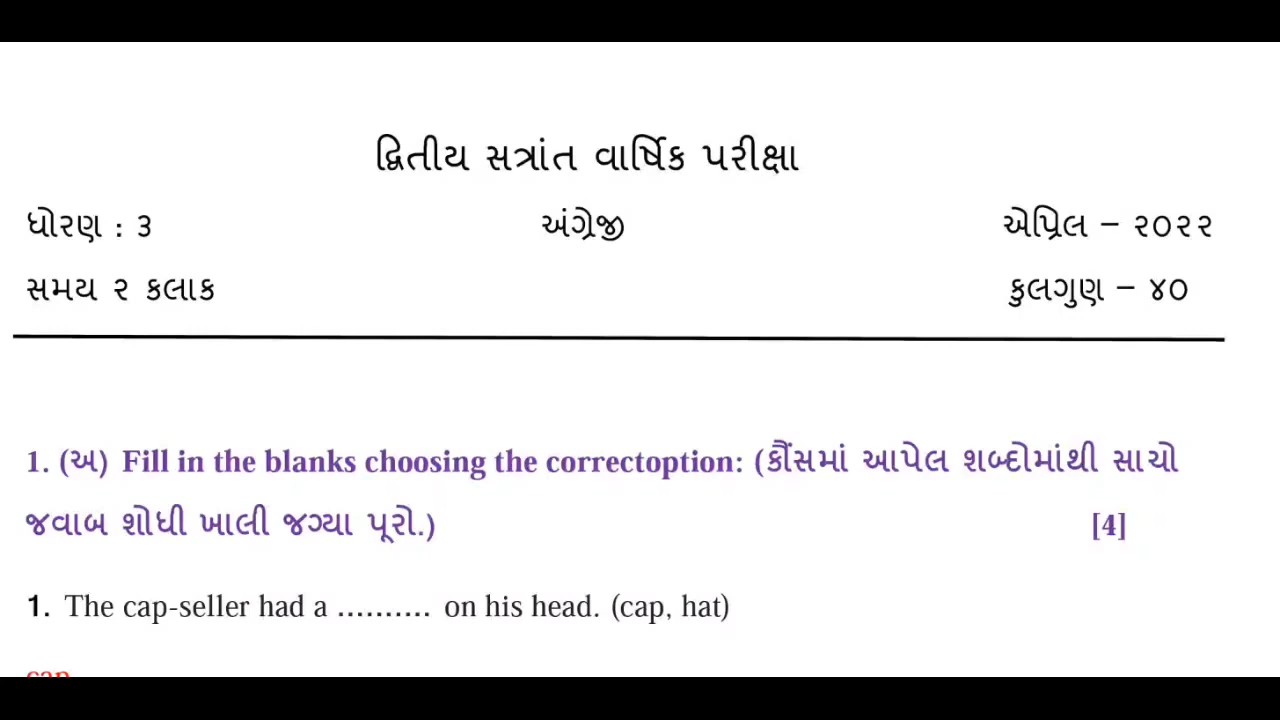 દ્વિતીય સત્રાંત વાર્ષિક પરીક્ષા
ધોરણ : ૩ અંગ્રેજી એપ્રિલ – ૨૦૨૨
સમય ૨ કલાક કુલગુણ – ૪૦
1. (અ) Fill in the blanks choosing the correctoption: (કૌંસમાં આપેલ શબ્દોમાંથી સાચો
જવાબ શોધી ખાલી જગ્યા પૂરો.) [4]
1. The cap-seller had a .......... on his head. (cap, hat)
cap